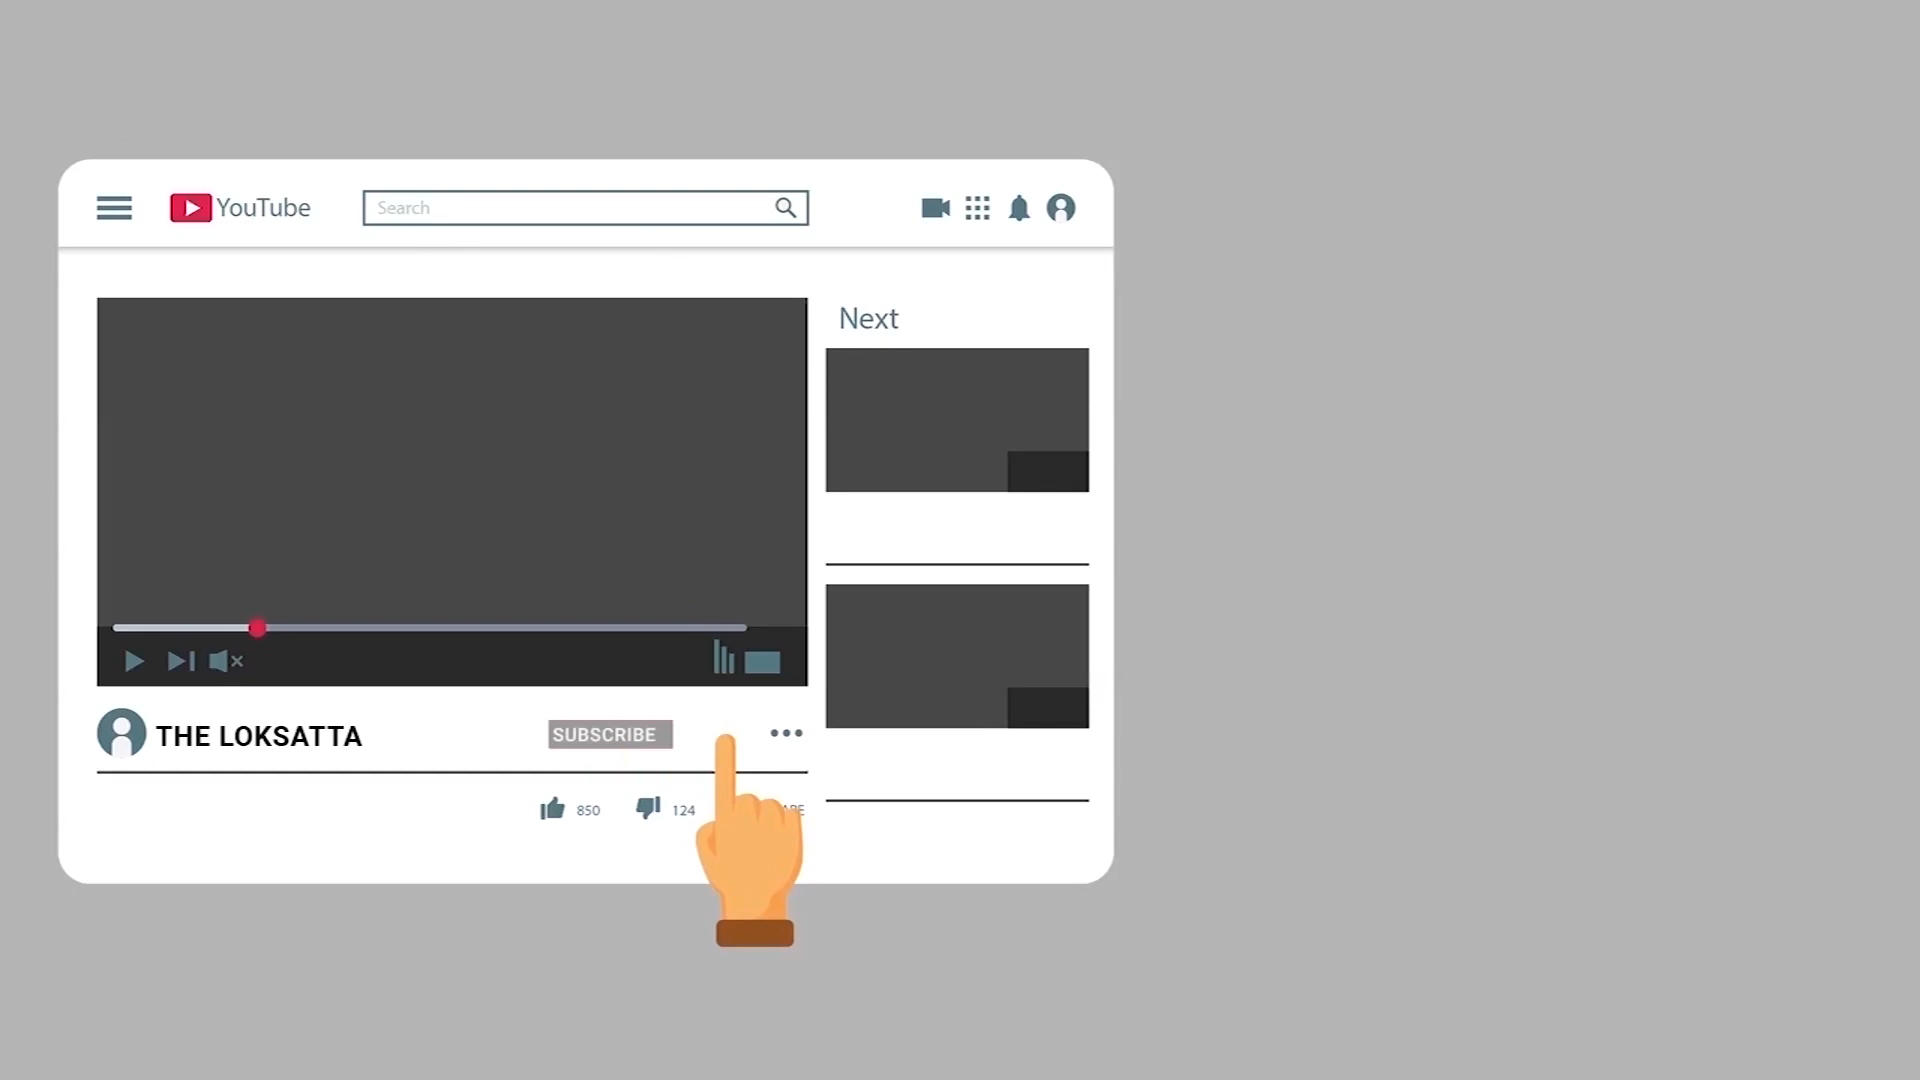 YouTube
Search
Next
THE LOKSATTA
SUBSCRIBE
850
124